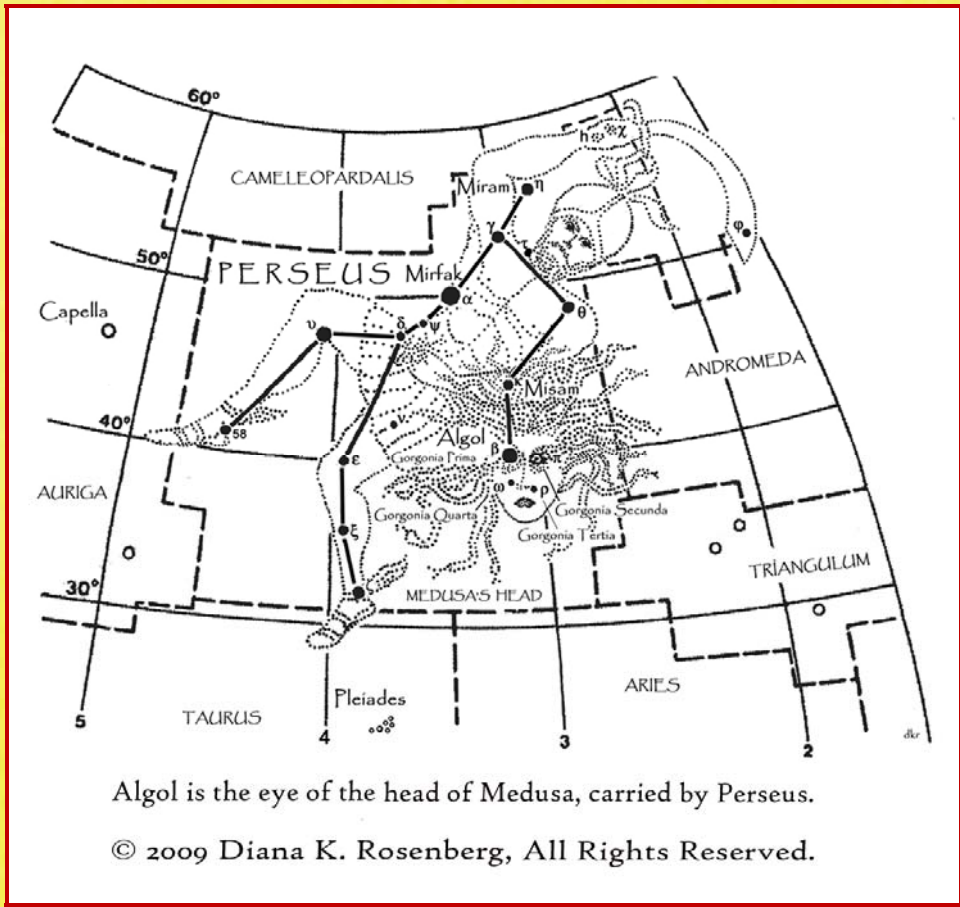 60°
h χ
CAMELEOPARDALIS
Miram η
γ
τ
φ
50°
PERSEUS Mirfak
α
Capella
θ
υ
δ ψ
ANDROMEDA
Misam
40°
58
ν
Algol
β
Gorgonia Prima
π
ε
AURIGA
ω ρ
Gorgonia Secunda
Gorgonia Quarta
ξ
Gorgonia Tertia
TRIANGULUM
30°
ζ
MEDUSA'S HEAD
ARIES
Pleiades
TAURUS
5
4
3
2
dkr
Algol is the eye of the head of Medusa, carried by Perseus.
© 2009 Diana K. Rosenberg, All Rights Reserved.